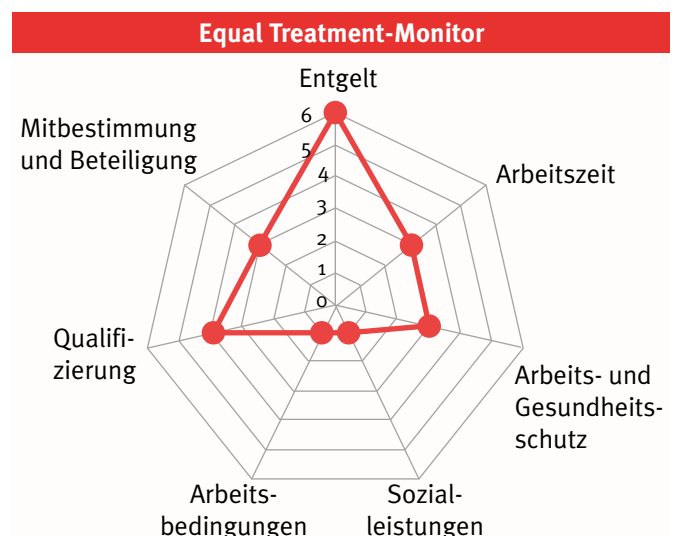 Equal Treatment-Monitor
Entgelt
Mitbestimmung
und Beteiligung
Arbeitszeit
6
5
4
3
2
1
0
Qualifi-
zierung
Arbeits- und
Gesundheits-
schutz
Arbeits-
bedingungen
Sozial-
leistungen